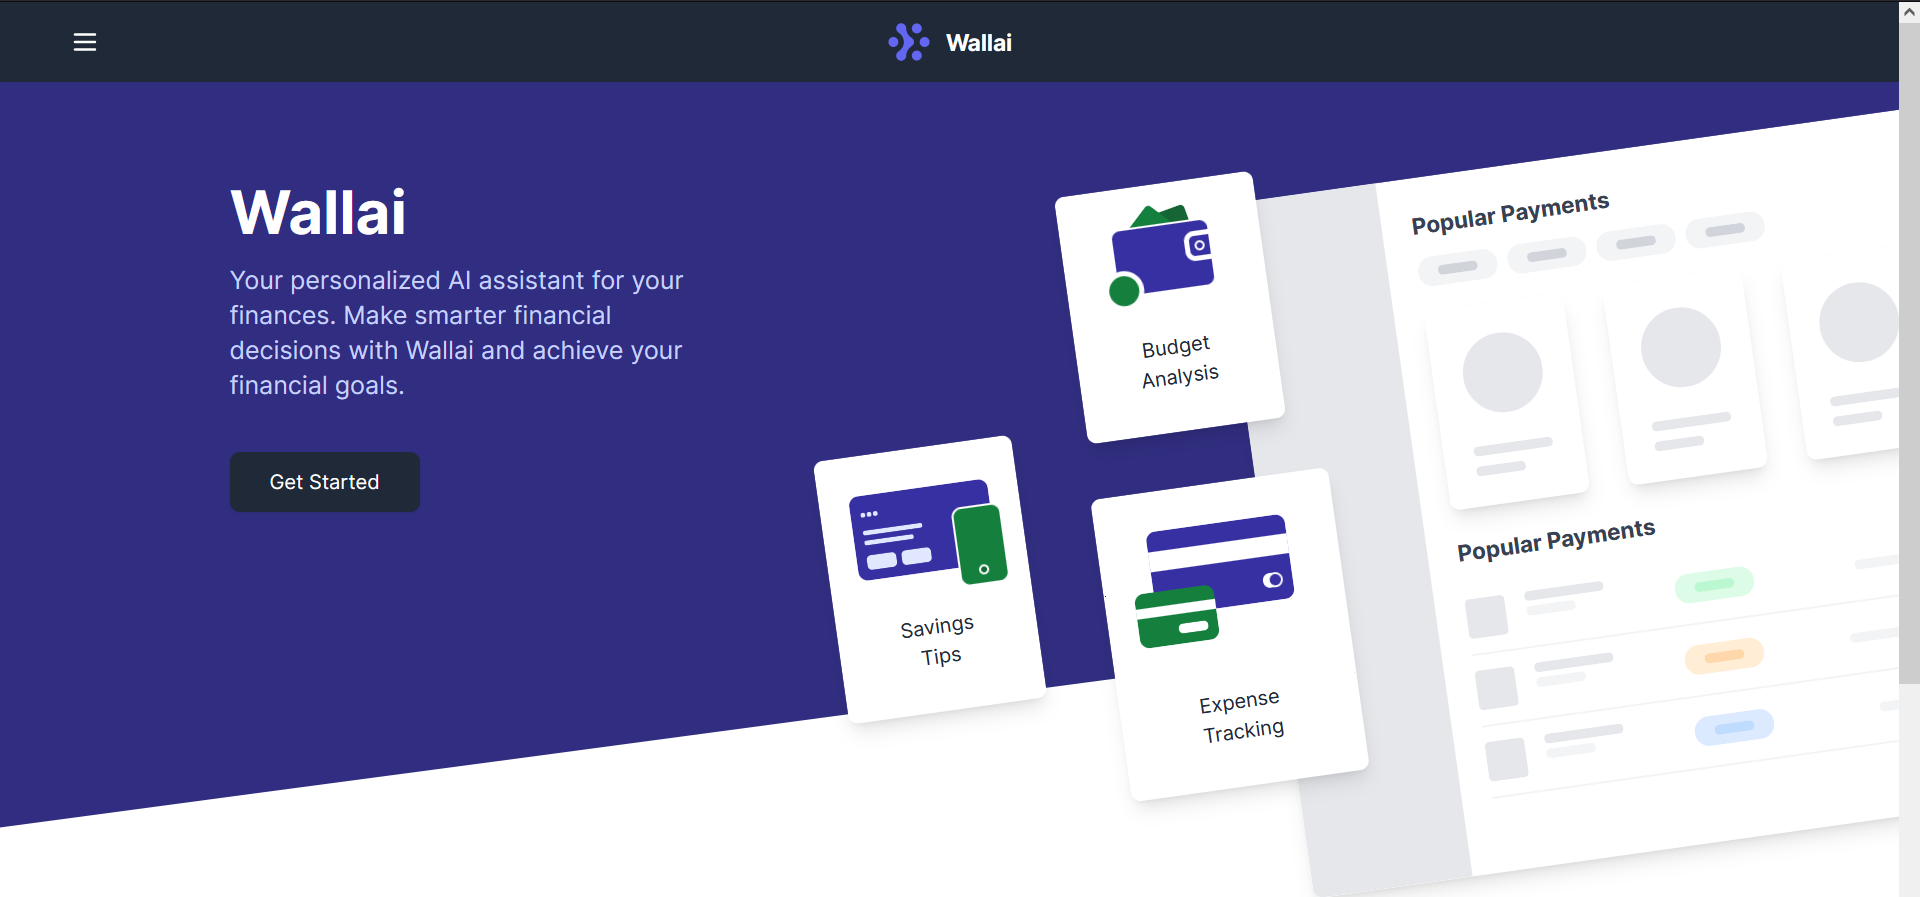 Wallai
Wallai
Your personalized AI assistant for your
finances. Make smarter financial
decisions with Wallai and achieve your
financial goals.
Get Started
Budget
Analysis
Savings
Tips
Expense
Tracking
Popular Payments
Popular Payments